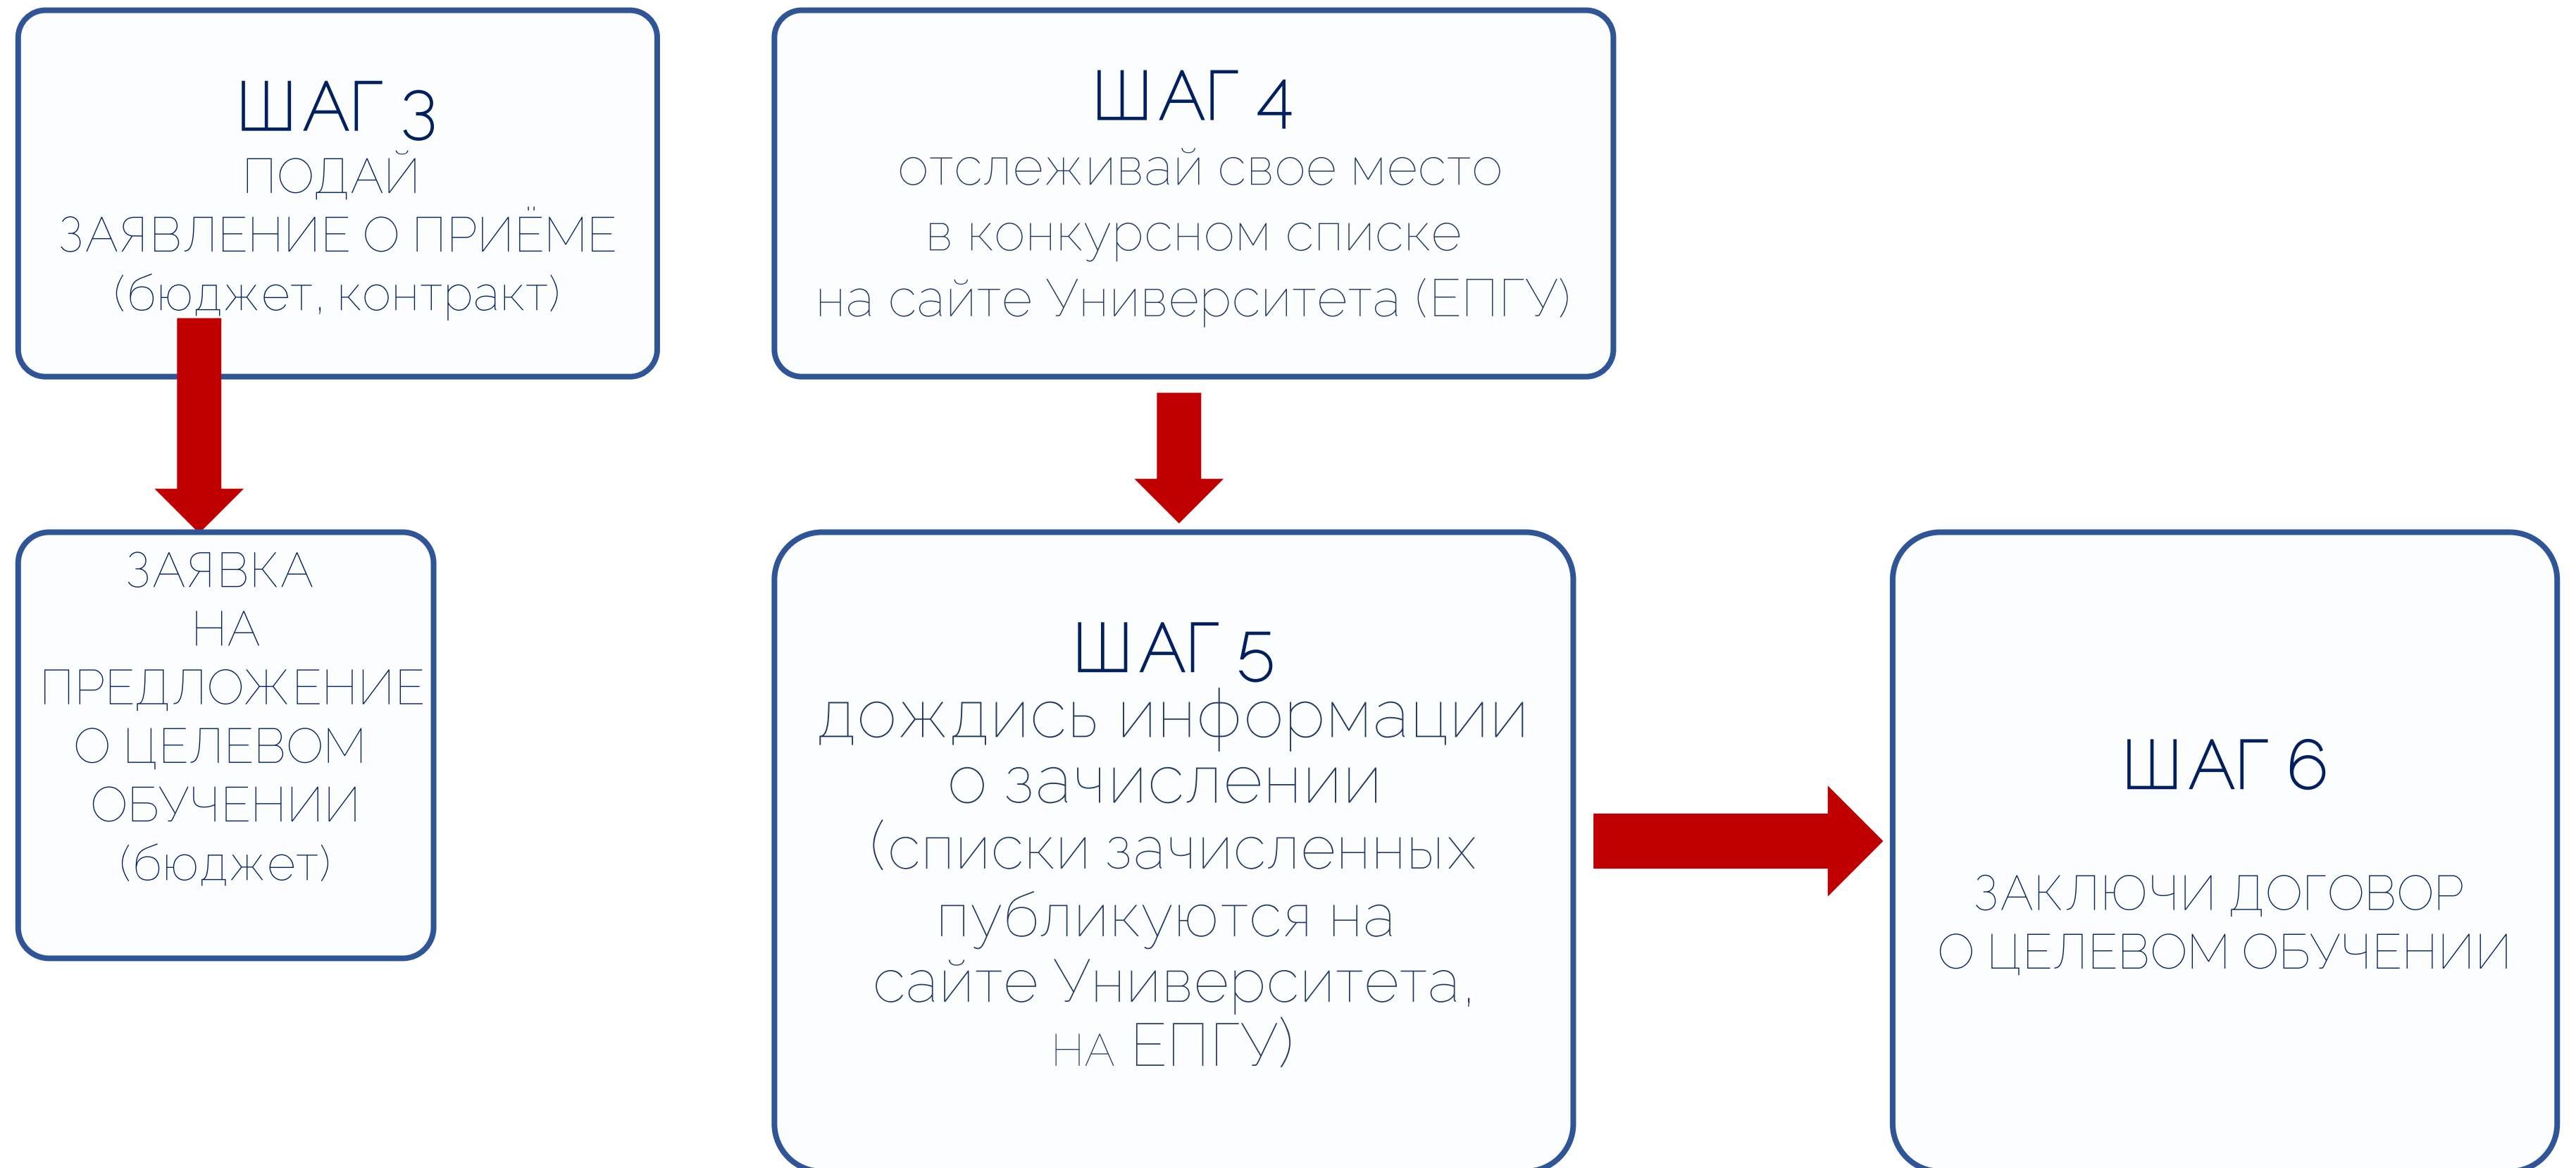 ШАГ 3
ПОДАЙ
ЗАЯВЛЕНИЕ О ПРИЁМЕ
(бюджет, контракт)
ЗАЯВКА
НА
ПРЕДЛОЖЕНИЕ
О ЦЕЛЕВОМ
ОБУЧЕНИИ
(бюджет)
ШАГ 4
отслеживай свое место
в конкурсном списке
на сайте Университета (ЕПГУ)
ШАГ 5
дождись информации
о зачислении
(списки зачисленных
публикуются на
сайте Университета,
на ЕПГУ)
ШАГ 6
ЗАКЛЮЧИ ДОГОВОР
О ЦЕЛЕВОМ ОБУЧЕНИИ